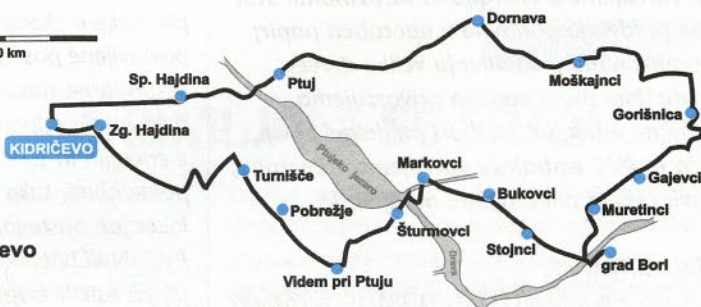 Dornava
0 km
Sp. Hajdina
Ptuj
Moškajnci
Gorišnica
KIDRIČEVO
Zg. Hajdina
Ptujsko jezero
Turnišče
Markovci
Gajevci
Pobrežje
Bukovci
Muretinci
evo
Šturmovci
Stojnci
Drava
grad Bori
Videm pri Ptuju